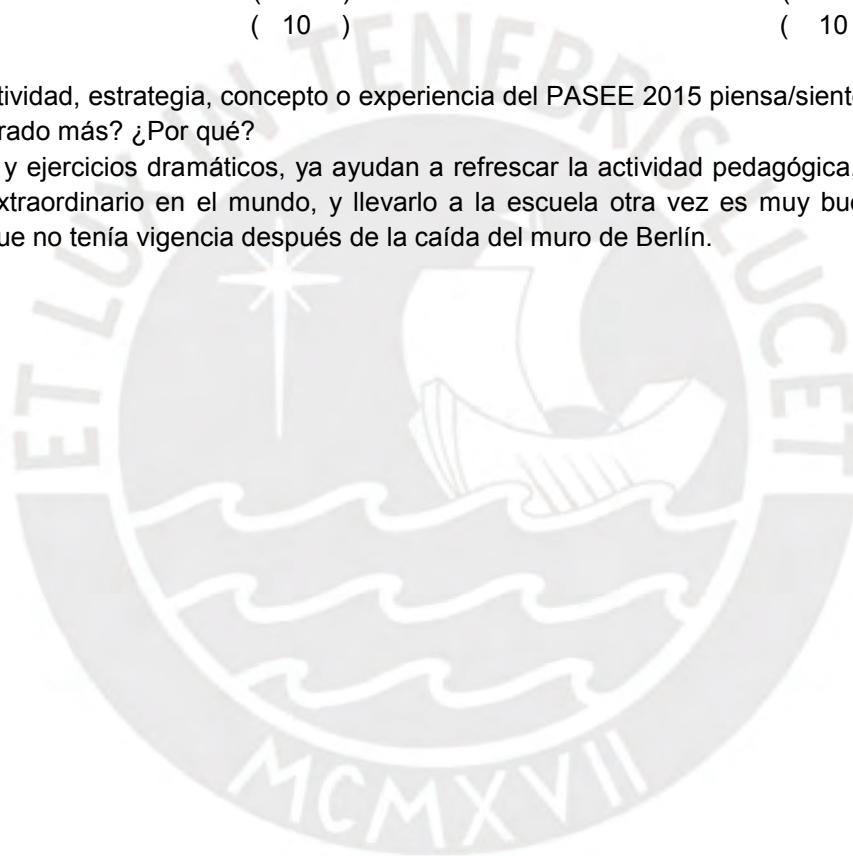 ( 10 ) ( 10
tividad, estrategia, concepto o experiencia del PASEE 2015 piensa/siente
rado más? ¿Por qué?
y ejercicios dramáticos, ya ayudan a refrescar la actividad pedagógica,
xtraordinario en el mundo, y llevarlo a la escuela otra vez es muy bue
ue no tenía vigencia después de la caída del muro de Berlín.
ET LUX IN TENEBRIS LUCET
MCMXVII